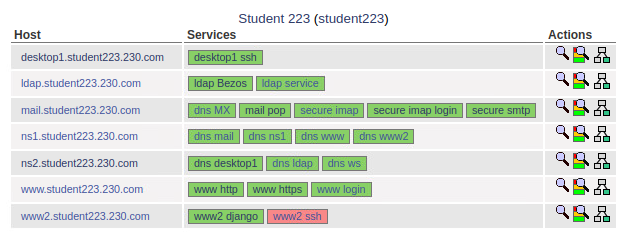 Student 223 (student223)
Host Services Actions
desktop1.student223.230.com desktop1 ssh
ldap.student223.230.com ldap Bezos ldap service
mail.student223.230.com dns MX mail pop secure imap secure imap login secure smtp
ns1.student223.230.com dns mail dns ns1 dns www dns www2
ns2.student223.230.com dns desktop1 dns ldap dns ws
www.student223.230.com www http www https www login
www2.student223.230.com www2 django www2 ssh